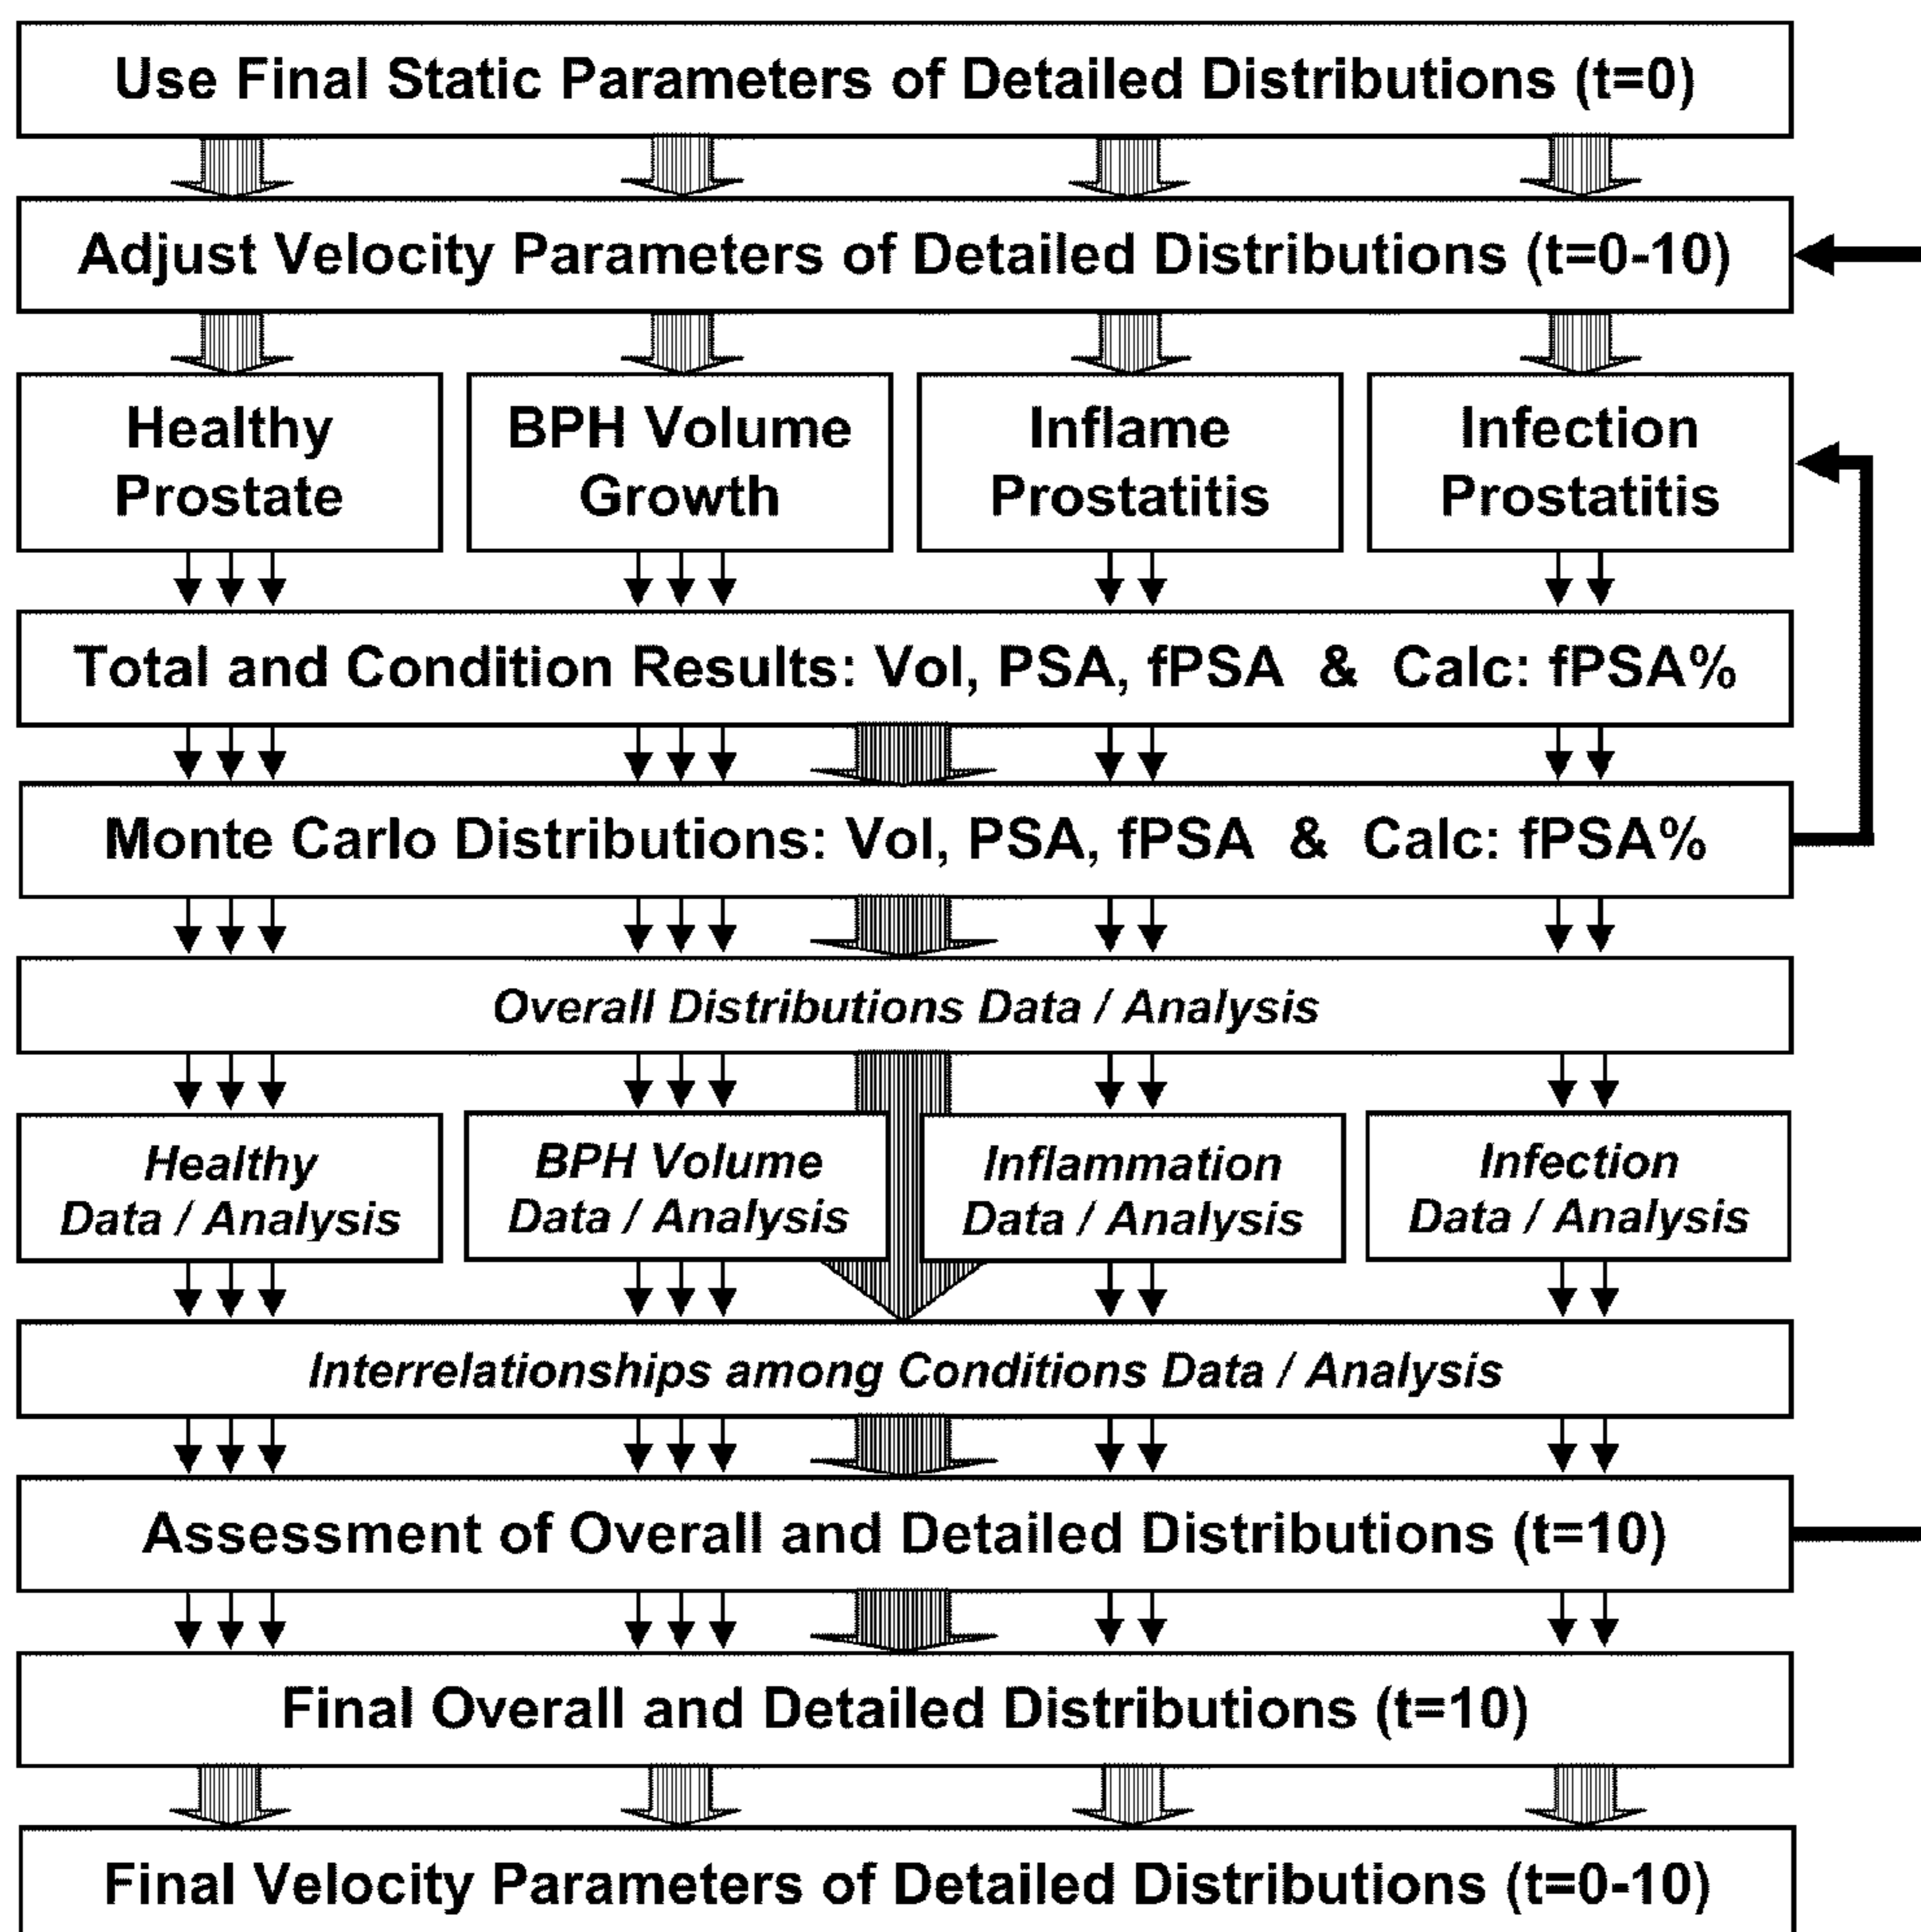 Use Final Static Parameters of Detailed Distributions (t=0)
Adjust Velocity Parameters of Detailed Distributions (t=0-10)
Healthy
Prostate
BPH Volume
Growth
Inflame
Prostatitis
Infection
Prostatitis
Total and Condition Results: Vol, PSA, fPSA & Calc: fPSA%
Monte Carlo Distributions: Vol, PSA, fPSA & Calc: fPSA%
Overall Distributions Data / Analysis
Healthy
Data / Analysis
BPH Volume
Data / Analysis
Inflammation
Data / Analysis
Infection
Data / Analysis
Interrelationships among Conditions Data / Analysis
Assessment of Overall and Detailed Distributions (t=10)
Final Overall and Detailed Distributions (t=10)
Final Velocity Parameters of Detailed Distributions (t=0-10)